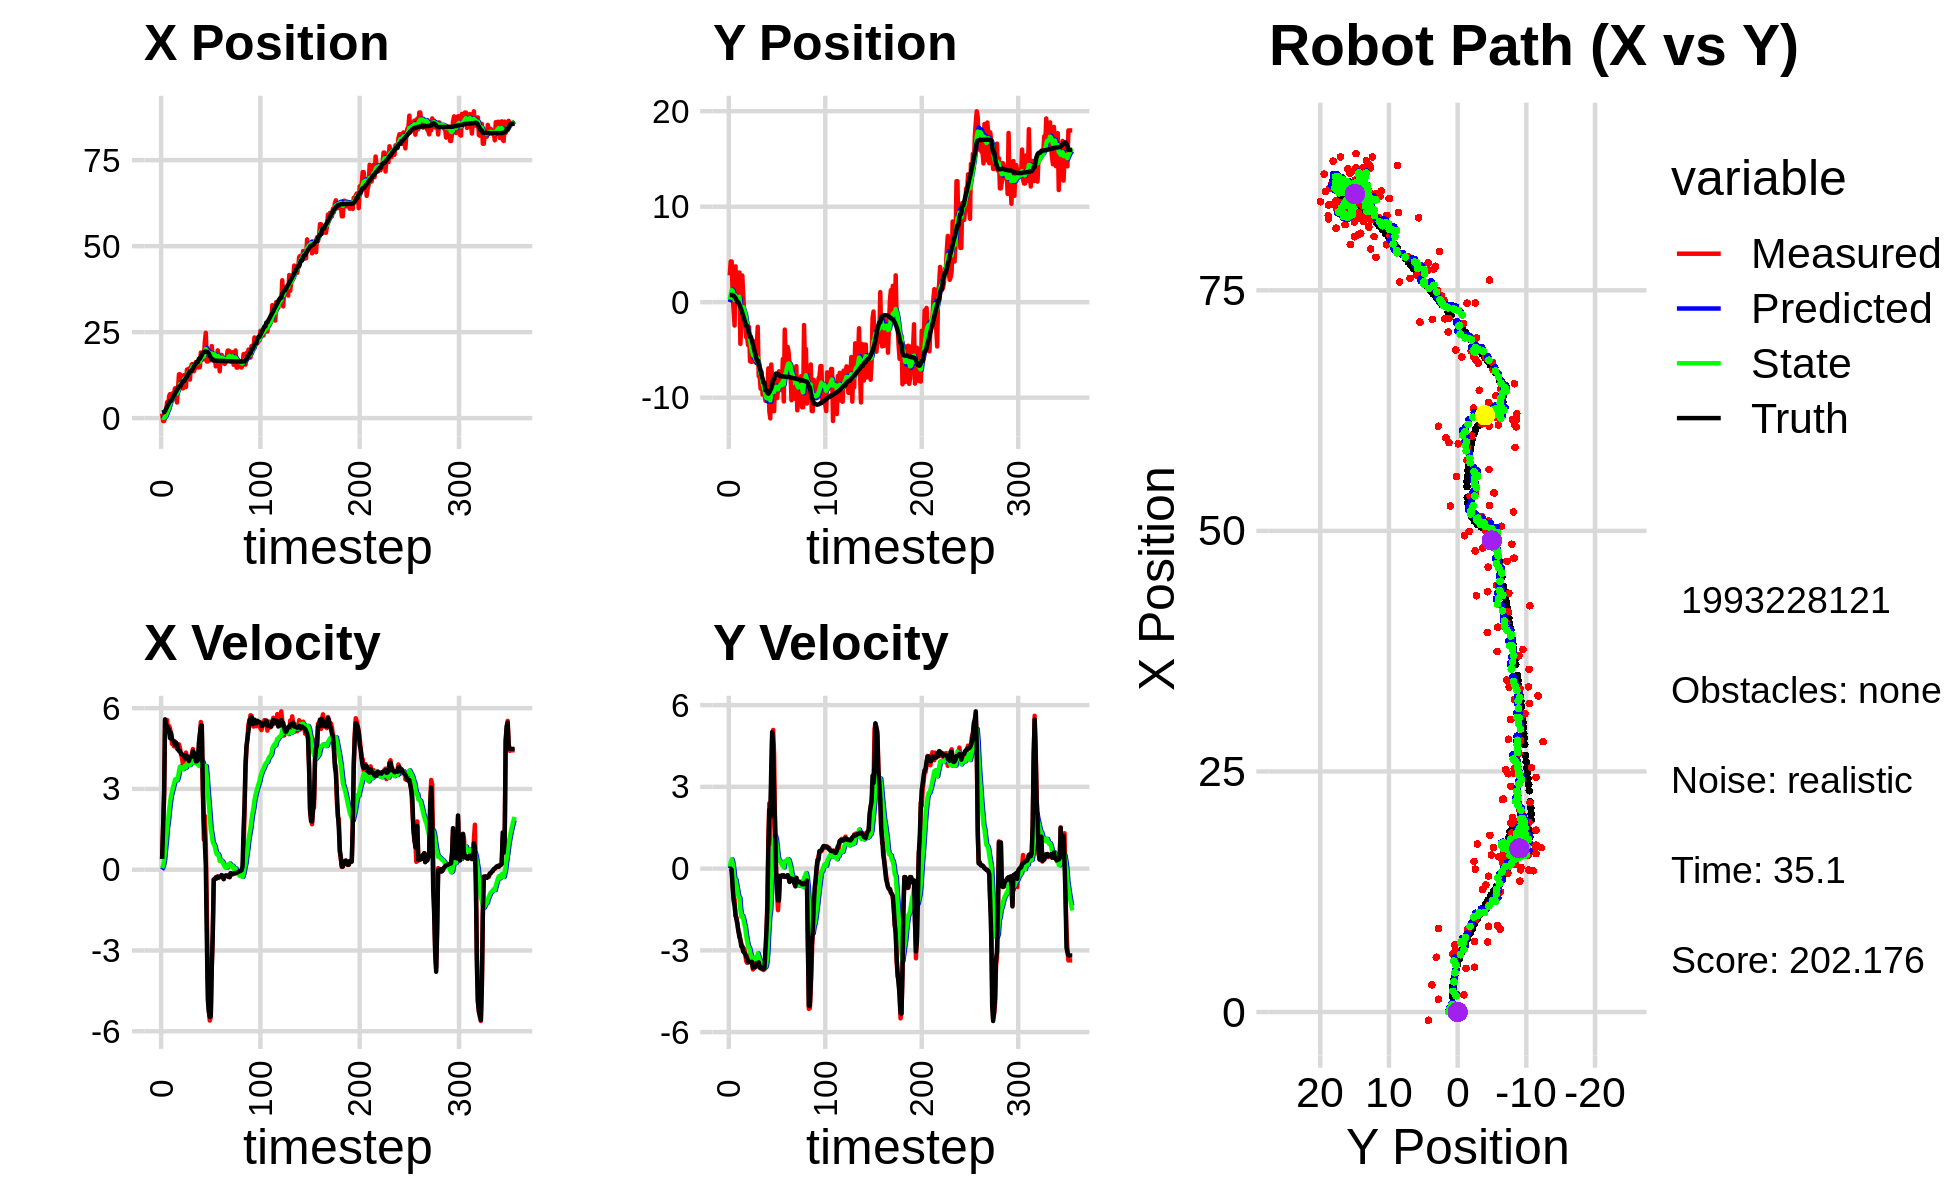 X Position
20
10
0
-10
75
50
25
0
0
100
200
300
timestep
Y Position
0
100
200
300
timestep
X Velocity
6
3
0
-3
-6
0
100
200
300
timestep
Y Velocity
6
3
0
-3
-6
0
100
200
300
timestep
Robot Path (X vs Y)
X Position
75
50
25
0
20
10
0
-10
-20
Y Position
variable
Measured
Predicted
State
Truth
1993228121
Obstacles: none
Noise: realistic
Time: 35.1
Score: 202.176